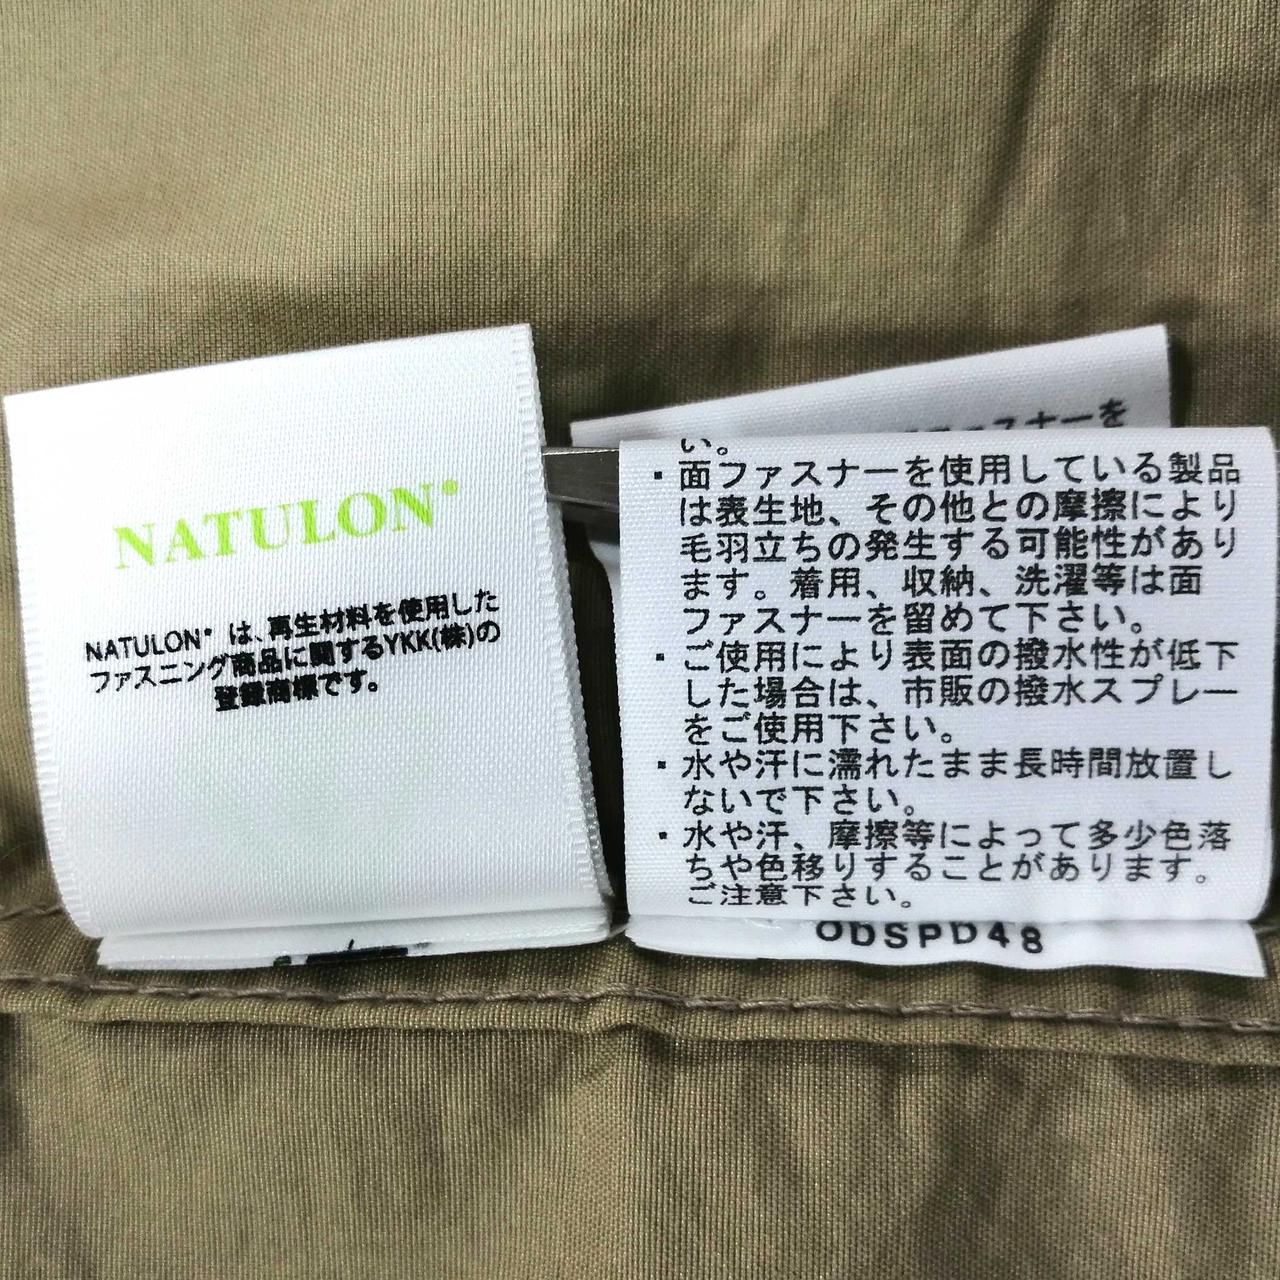 NATULON®
NATULON® は、再生材料を使用した
ファスニング商品に関するYKK(株)の
登録商標です。
ファスナーを
い。
・面ファスナーを使用している製品
は表生地、その他との摩擦により
毛羽立ちの発生する可能性があり
ます。着用、収納、洗濯等は面
ファスナーを留めて下さい。
・ご使用により表面の撥水性が低下
した場合は、市販の撥水スプレー
をご使用下さい。
・水や汗に濡れたまま長時間放置し
ないで下さい。
・水や汗、摩擦等によって多少色落
ちや色移りすることがあります。
ご注意下さい。
ODSPD48